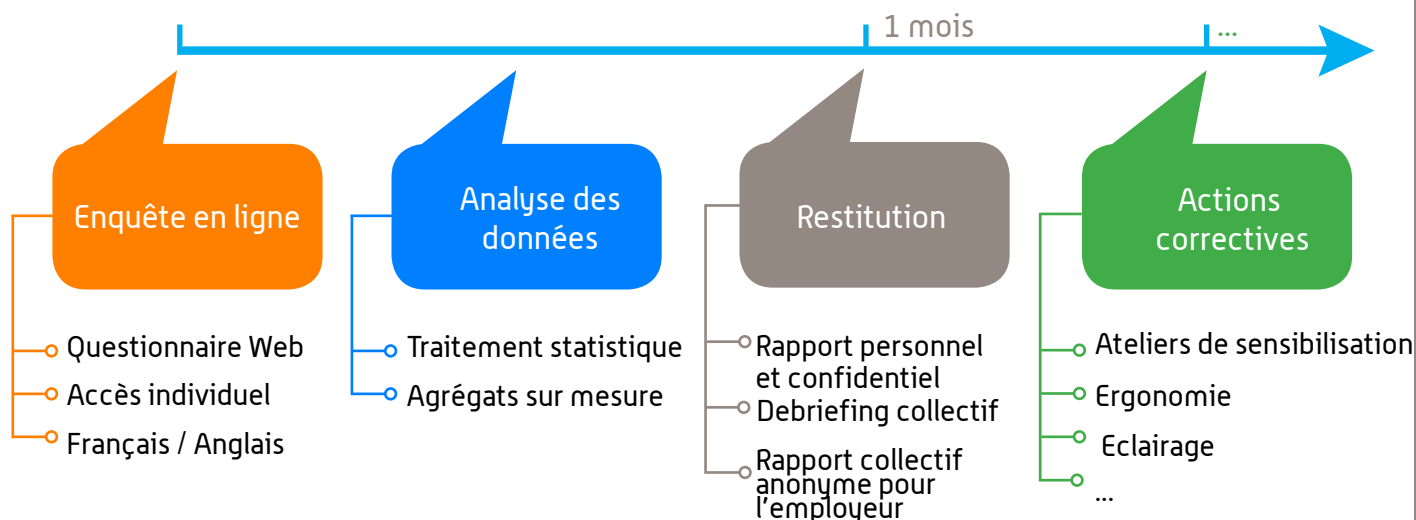 1 mois
...
Enquête en ligne
Questionnaire Web
Accès individuel
Français / Anglais
Analyse des
données
Traitement statistique
Agrégats sur mesure
Restitution
Rapport personnel
et confidentiel
Debriefing collectif
Rapport collectif
anonyme pour
l'employeur
Actions
correctives
Ateliers de sensibilisation
Ergonomie
Eclairage
...